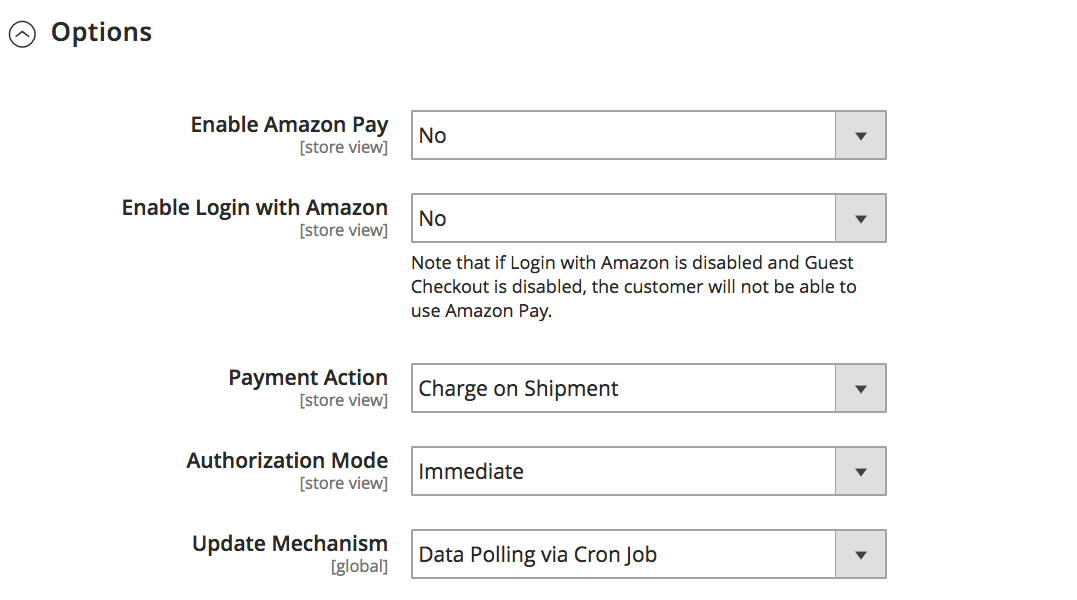 Options
Enable Amazon Pay
[store view]
No
Enable Login with Amazon
[store view]
No
Note that if Login with Amazon is disabled and Guest
Checkout is disabled, the customer will not be able to
use Amazon Pay.
Payment Action
[store view]
Charge on Shipment
Authorization Mode
[store view]
Immediate
Update Mechanism
[global]
Data Polling via Cron Job